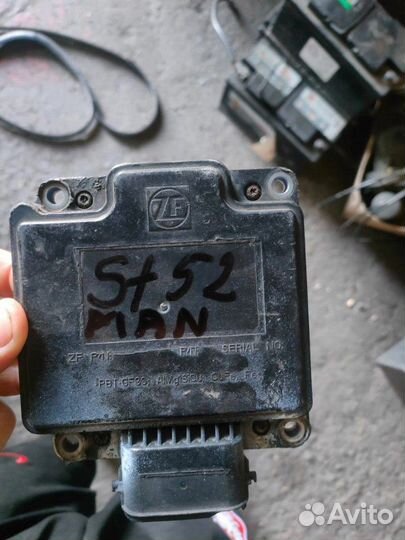 ZF
St 52
MAN
ZF P/N: P/N: SERIAL NO.
Avito